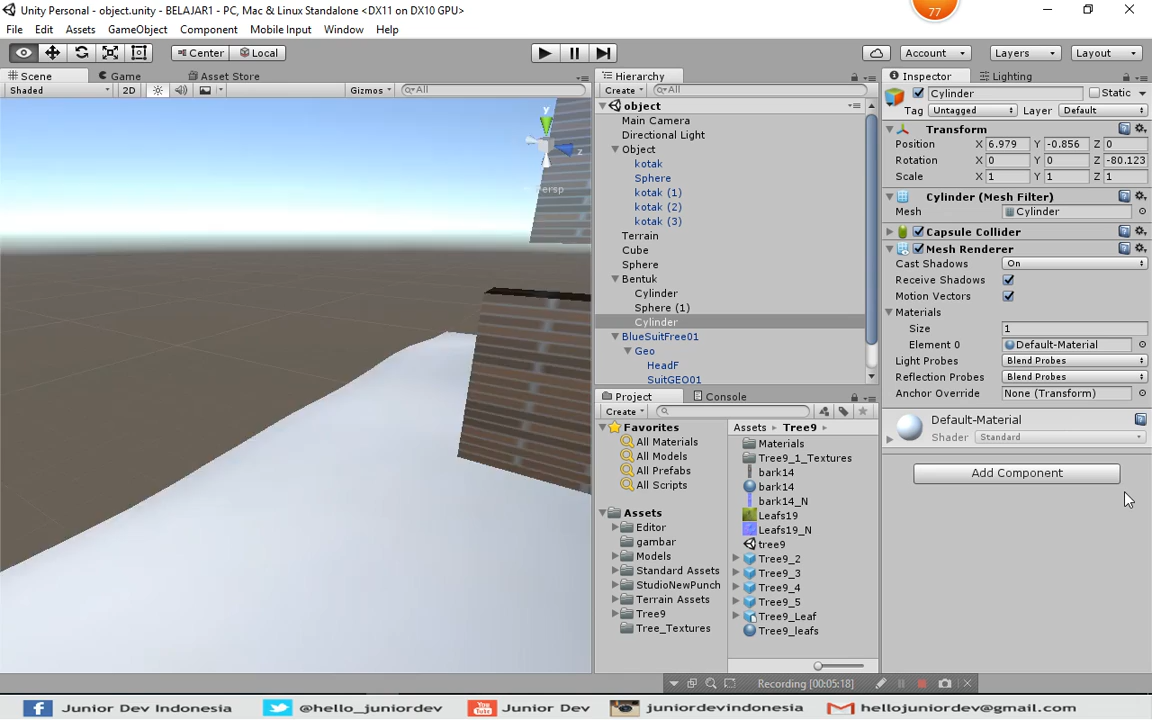 Unity Personal - object.unity - BELAJAR1 - PC, Mac & Linux Standalone <DX11 on DX10 GPU>
77
File Edit Assets GameObject Component Mobile Input Window Help
Center Local Account Layers Layout
Scene Game Asset Store
Shaded 2D Gizmos All
y
z
Persp
Hierarchy
Create All
object
Main Camera
Directional Light
Object
kotak
Sphere
kotak (1)
kotak (2)
kotak (3)
Terrain
Cube
Sphere
Bentuk
Cylinder
Sphere (1)
Cylinder
BlueSuitFree01
Geo
HeadF
SuitGEO01
Project Console
Create
Favorites
All Materials
All Models
All Prefabs
All Scripts
Assets
Editor
gambar
Models
Standard Assets
StudioNewPunch
Terrain Assets
Tree9
Tree_Textures
Assets Tree9
Materials
Tree9_1_Textures
bark14
bark14
bark14_N
Leafs19
Leafs19_N
tree9
Tree9_2
Tree9_3
Tree9_4
Tree9_5
Tree9_Leaf
Tree9_leafs
Inspector Lighting
Cylinder Static
Tag Untagged Layer Default
Transform
Position X 6.979 Y -0.856 Z 0
Rotation X 0 Y 0 Z -80.123
Scale X 1 Y 1 Z 1
Cylinder (Mesh Filter)
Mesh Cylinder
Capsule Collider
Mesh Renderer
Cast Shadows On
Receive Shadows
Motion Vectors
Materials
Size 1
Element 0 Default-Material
Light Probes Blend Probes
Reflection Probes Blend Probes
Anchor Override None (Transform)
Default-Material
Shader Standard
Add Component
Recording [00:05:18]
Junior Dev Indonesia @hello_juniordev Junior Dev juniordevindonesia hellojuniordev@gmail.com